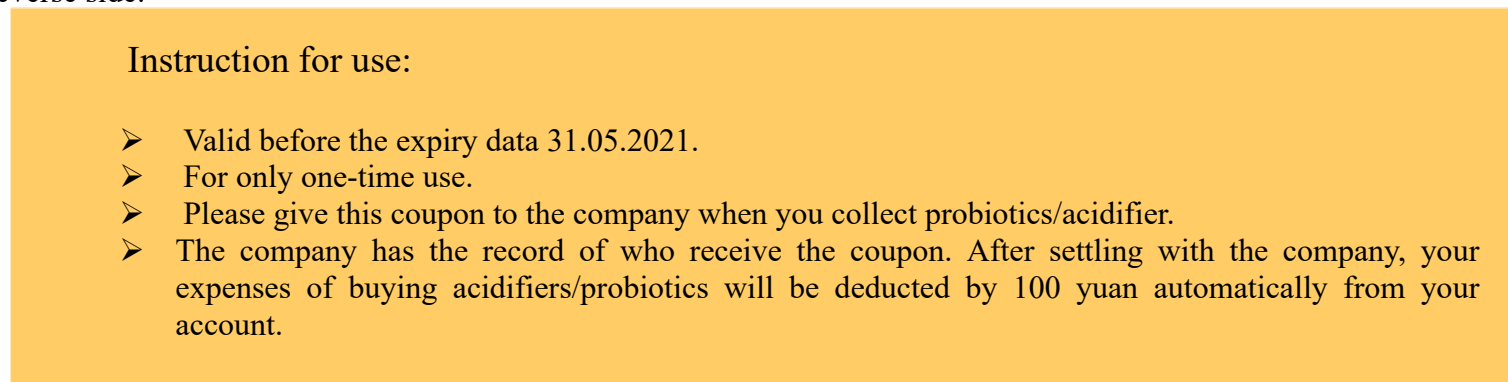 everse side.
Instruction for use:
➢ Valid before the expiry data 31.05.2021.
➢ For only one-time use.
➢ Please give this coupon to the company when you collect probiotics/acidifier.
➢ The company has the record of who receive the coupon. After settling with the company, your
expenses of buying acidifiers/probiotics will be deducted by 100 yuan automatically from your
account.